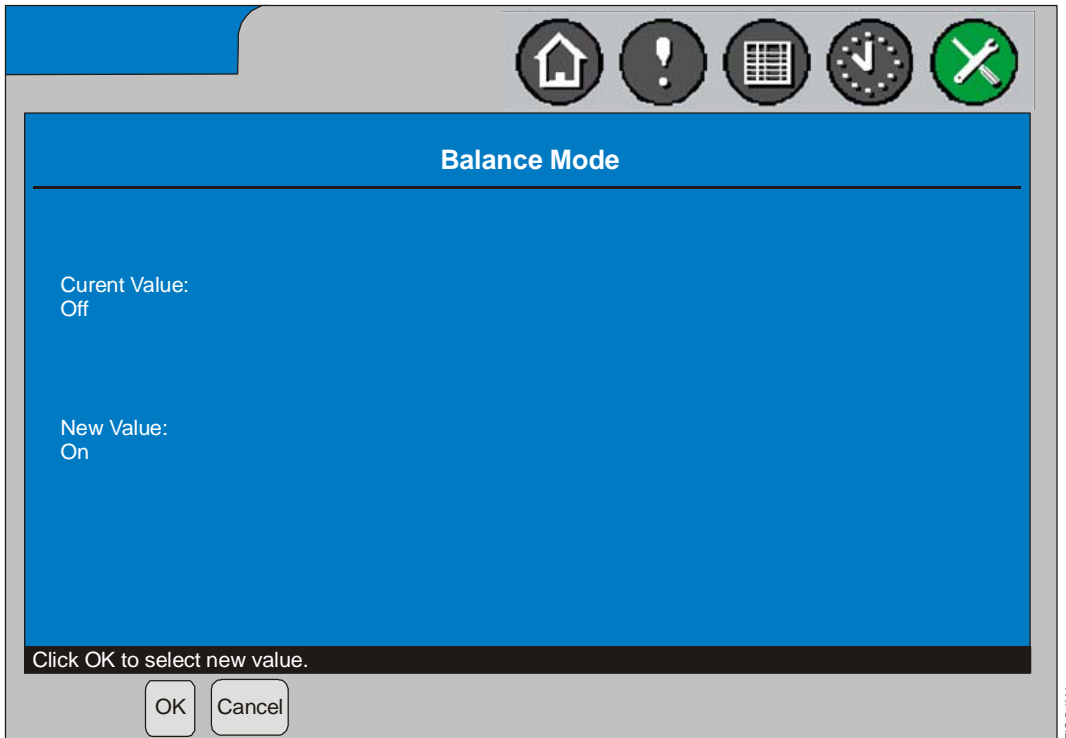 Balance Mode
Curent Value:
Off
New Value:
On
Click OK to select new value.
OK
Cancel